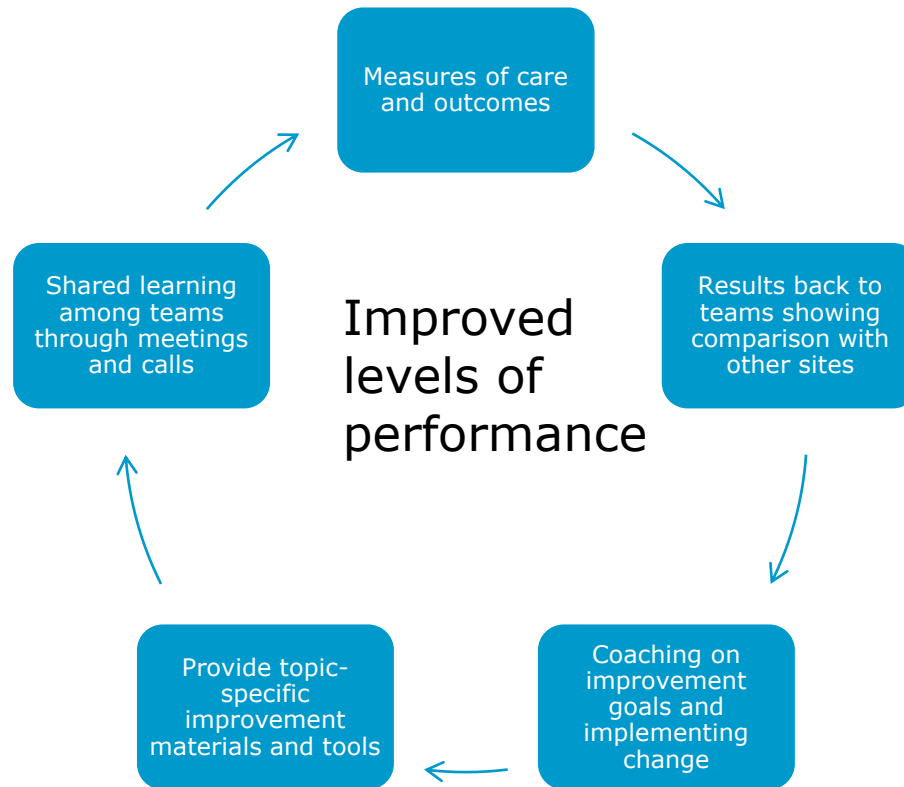 Measures of care
and outcomes
Results back to
teams showing
comparison with
other sites
Coaching on
improvement
goals and
implementing
change
Provide topic-
specific
improvement
materials and tools
Shared learning
among teams
through meetings
and calls
Improved
levels of
performance